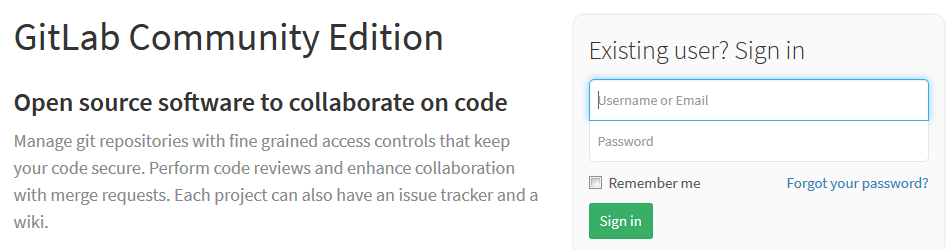 GitLab Community Edition
Open source software to collaborate on code
Manage git repositories with fine grained access controls that keep
your code secure. Perform code reviews and enhance collaboration
with merge requests. Each project can also have an issue tracker and a
wiki.
Existing user? Sign in
Username or Email
Password
Remember me
Forgot your password?
Sign in